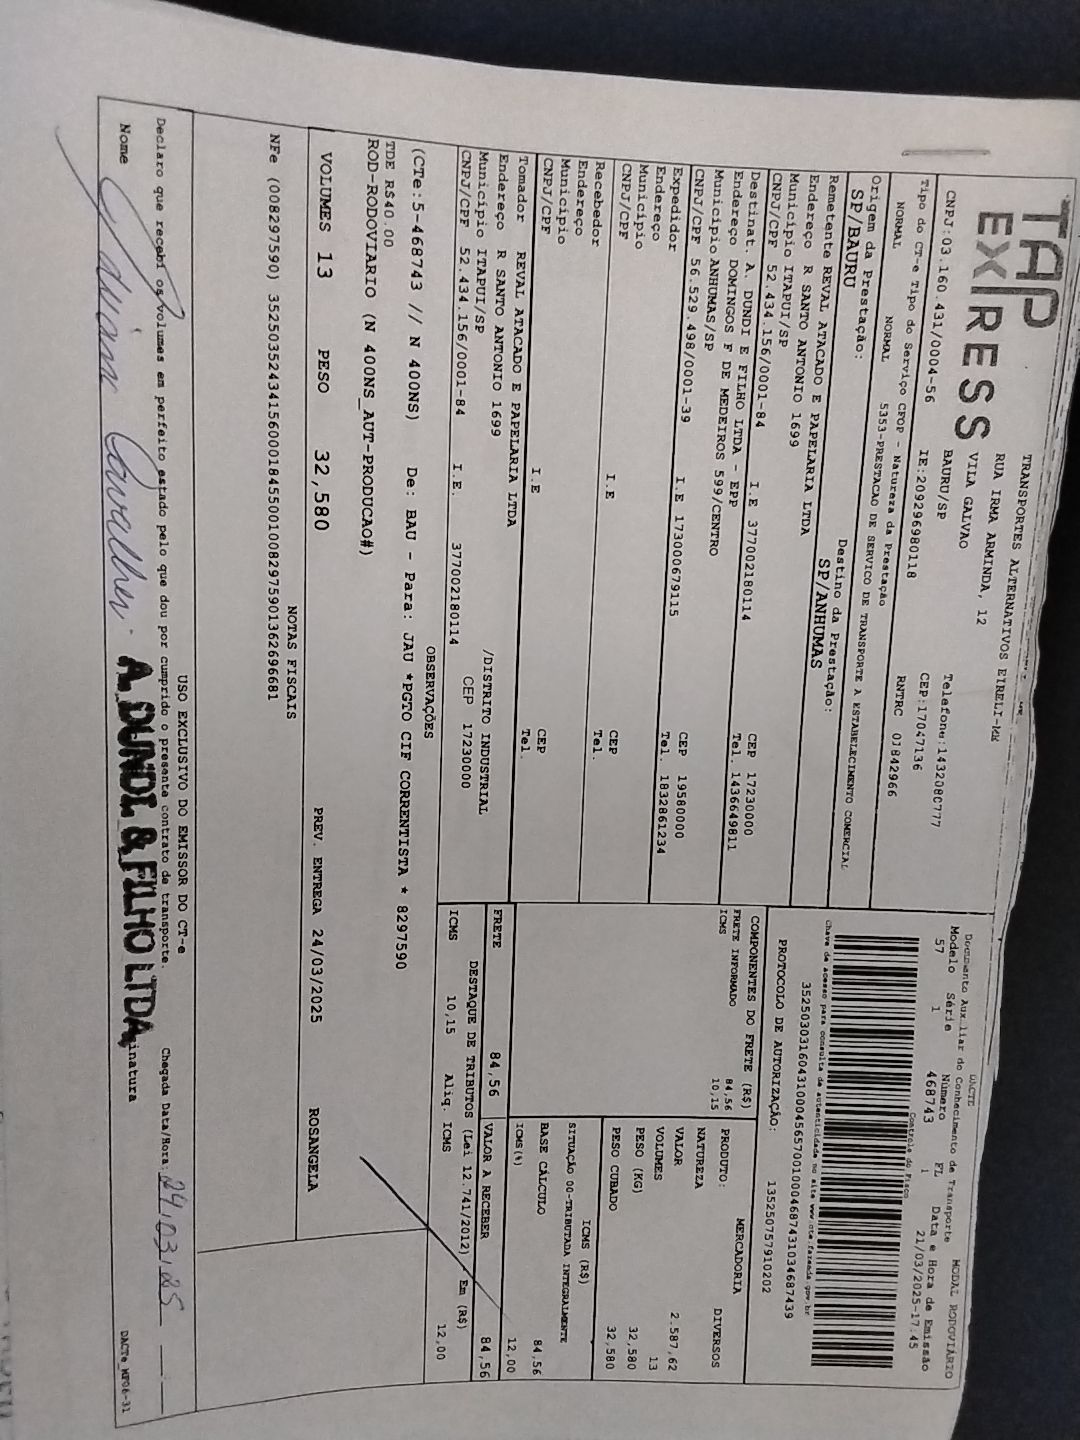 TAP
EXPRESS
TRANSPORTES ALTERNATIVOS EIRELI-ME
RUA IRMA ARMINDA, 12
VILA GALVAO
BAURU/SP
Telefone:143208C777
CNPJ:03.160.431/0004-56 IE:209296980118 CEP:17047136
Tipo do CT-e Tipo do Serviço CFOP - Natureza da Prestação RNTRC 01842966
NORMAL NORMAL 5353-PRESTACAO DE SERVICO DE TRANSPORTE A ESTABELECIMENTO COMERCIAL
Origem da Prestação: Destino da Prestação:
SP/BAURU SP/ANHUMAS
Remetente REVAL ATACADO E PAPELARIA LTDA
Endereço R SANTO ANTONIO 1699
Município ITAPUI/SP CEP 17230000
CNPJ/CPF 52.434.156/0001-84 I.E 377002180114 Tel. 1436649811
Destinat. A. DUNDI E FILHO LTDA - EPP
Endereço DOMINGOS F DE MEDEIROS 599/CENTRO
Município ANHUMAS/SP CEP 19580000
CNPJ/CPF 56.529.498/0001-39 I.E 173000679115 Tel. 1832861234
Expedidor
Endereço
Município CEP
CNPJ/CPF I.E Tel.
Recebedor
Endereço
Município CEP
CNPJ/CPF I.E Tel.
Tomador REVAL ATACADO E PAPELARIA LTDA
Endereço R SANTO ANTONIO 1699 /DISTRITO INDUSTRIAL
Município ITAPUI/SP CEP 17230000
CNPJ/CPF 52.434.156/0001-84 I.E. 377002180114
DACTE MODAL RODOVIÁRIO
Documento Auxiliar do Conhecimento de Transporte
Modelo Série Número FL Data e Hora de Emissão
57 1 468743 1 21/03/2025-17:45
Controle do Fisco
Chave de acesso para consulta de autenticidade no site www.cte.fazenda.gov.br
35250303160431000456570010004687431034687439
PROTOCOLO DE AUTORIZAÇÃO: 135250757910202
COMPONENTES DO FRETE (R$)
FRETE INFORMADO 84,56
ICMS 10,15
MERCADORIA
PRODUTO: DIVERSOS
NATUREZA
VALOR 2.587,62
VOLUMES 13
PESO (KG) 32,580
PESO CUBADO 32,580
ICMS (R$)
SITUAÇÃO 00-TRIBUTADA INTEGRALMENTE
BASE CÁLCULO 84,56
ICMS(%) 12,00
FRETE 84,56 VALOR A RECEBER 84,56
DESTAQUE DE TRIBUTOS (Lei 12.741/2012) - Em (R$)
ICMS 10,15 Aliq. ICMS 12,00
OBSERVAÇÕES
(CTe:5-468743 // N 400NS) De: BAU - Para: JAU *PGTO CIF CORRENTISTA * 8297590
TDE R$40.00
ROD-RODOVIARIO (N 400NS_AUT-PRODUCAO#)
VOLUMES 13 PESO 32,580 PREV. ENTREGA 24/03/2025 ROSANGELA
NOTAS FISCAIS
NFe (008297590) 35250352434156000184550010082975901362696681
USO EXCLUSIVO DO EMISSOR DO CT-e
Declaro que recebi os volumes em perfeito estado pelo que dou por cumprido o presente contrato de transporte. Chegada Data/Hora: 24/03/25
Nome A. DUNDI & FILHO LTDA inatura
DACTe MF06-31